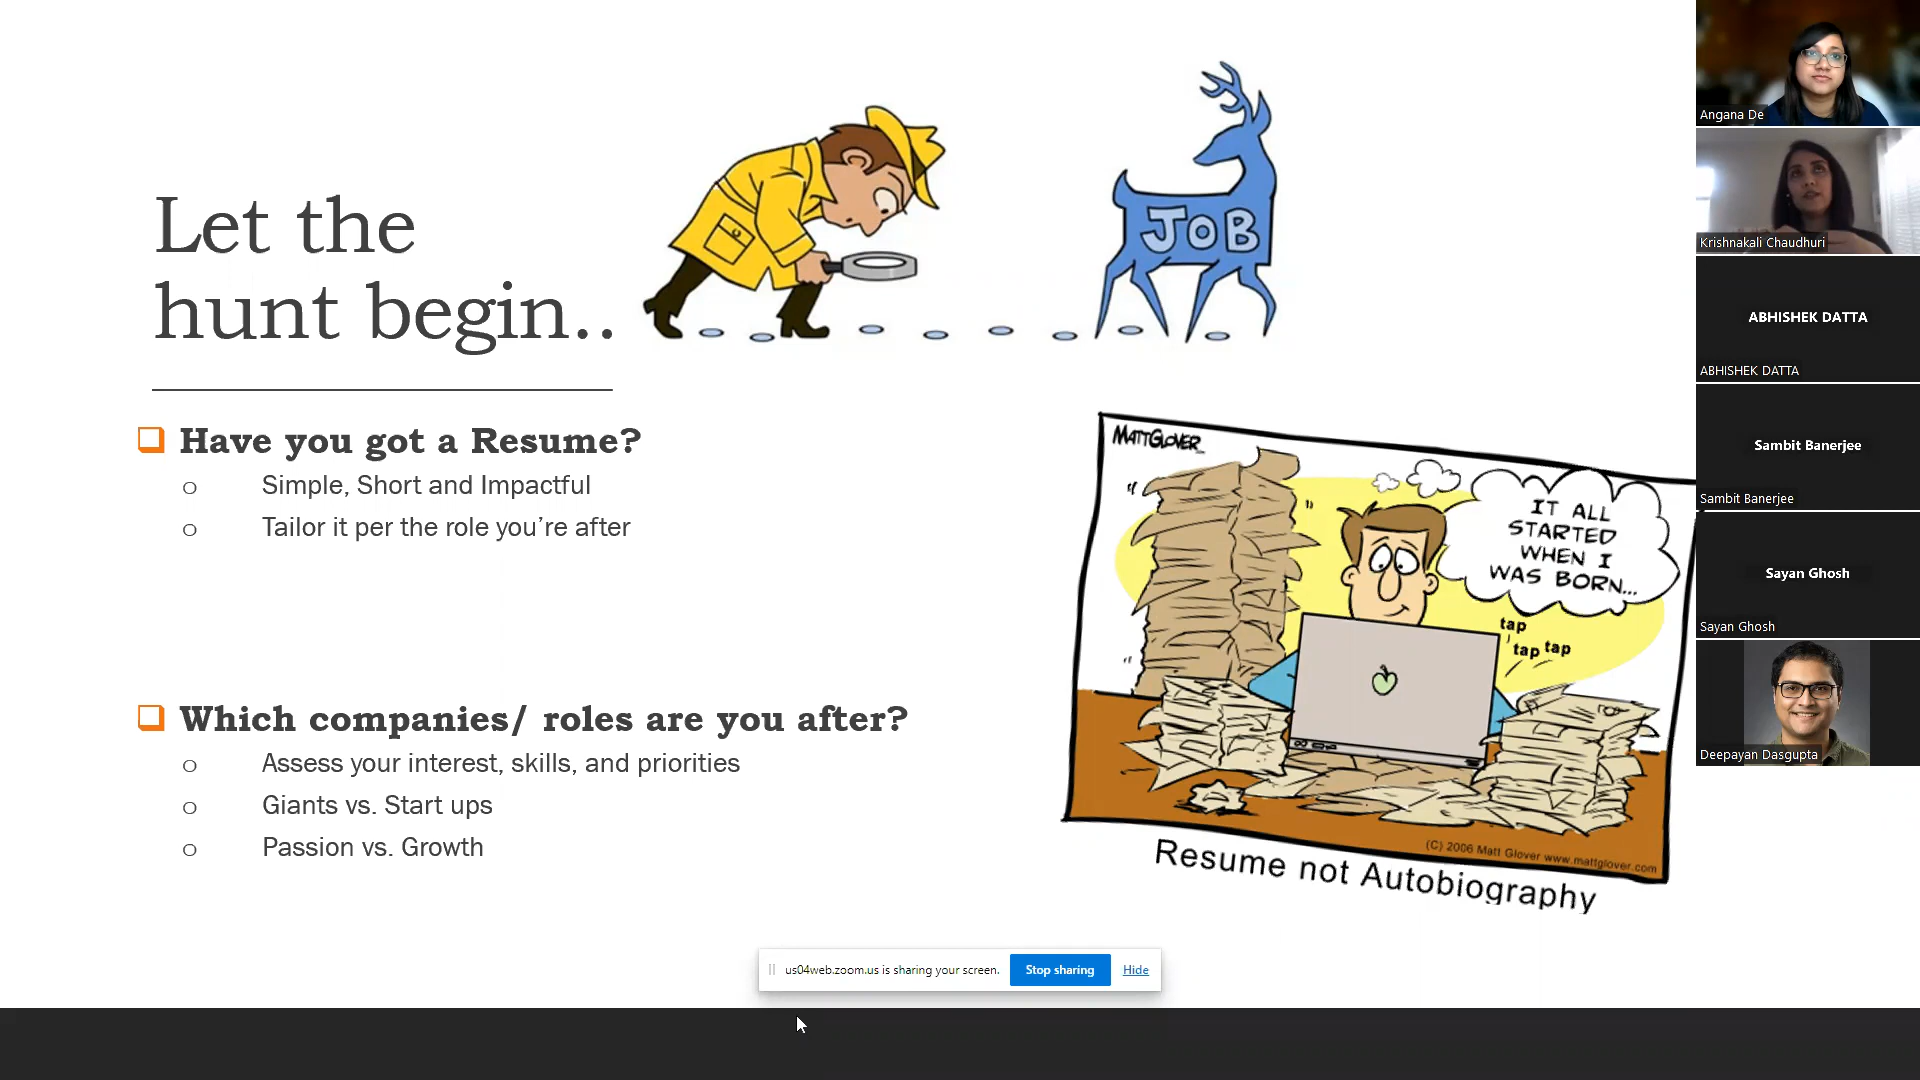 Let the
hunt begin..
JOB
Have you got a Resume?
o Simple, Short and Impactful
o Tailor it per the role you’re after
Which companies/ roles are you after?
o Assess your interest, skills, and priorities
o Giants vs. Start ups
o Passion vs. Growth
MATTGLOVER
IT ALL
STARTED
WHEN I
WAS BORN...
tap
tap tap
(C) 2006 Matt Glover www.mattglover.com
Resume not Autobiography
us04web.zoom.us is sharing your screen.
Stop sharing
Hide
Angana De
Krishnakali Chaudhuri
ABHISHEK DATTA
ABHISHEK DATTA
Sambit Banerjee
Sambit Banerjee
Sayan Ghosh
Sayan Ghosh
Deepayan Dasgupta